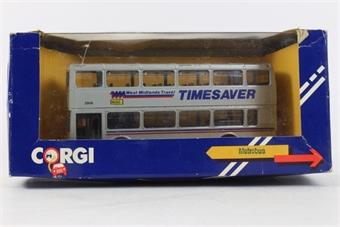 West Midlands Travel
TIMESAVER
CORGI
Metrobus